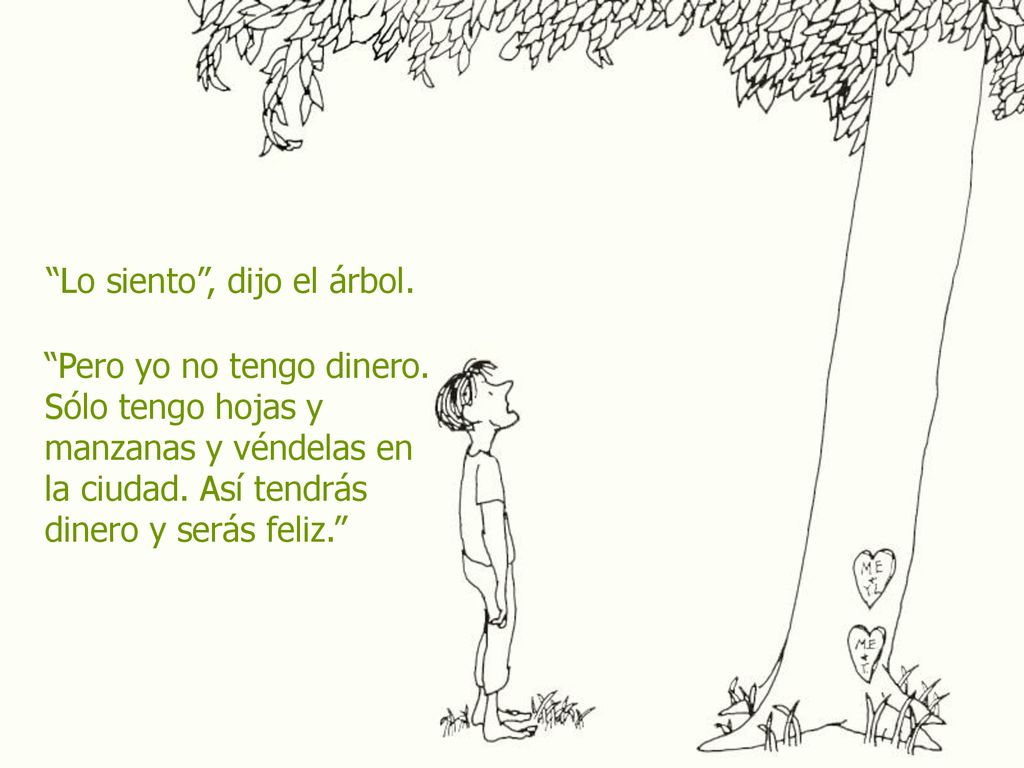 “Lo siento”, dijo el árbol.
“Pero yo no tengo dinero.
Sólo tengo hojas y
manzanas y véndelas en
la ciudad. Así tendrás
dinero y serás feliz.”
M.E
+
Y.L
M.E
+
T.